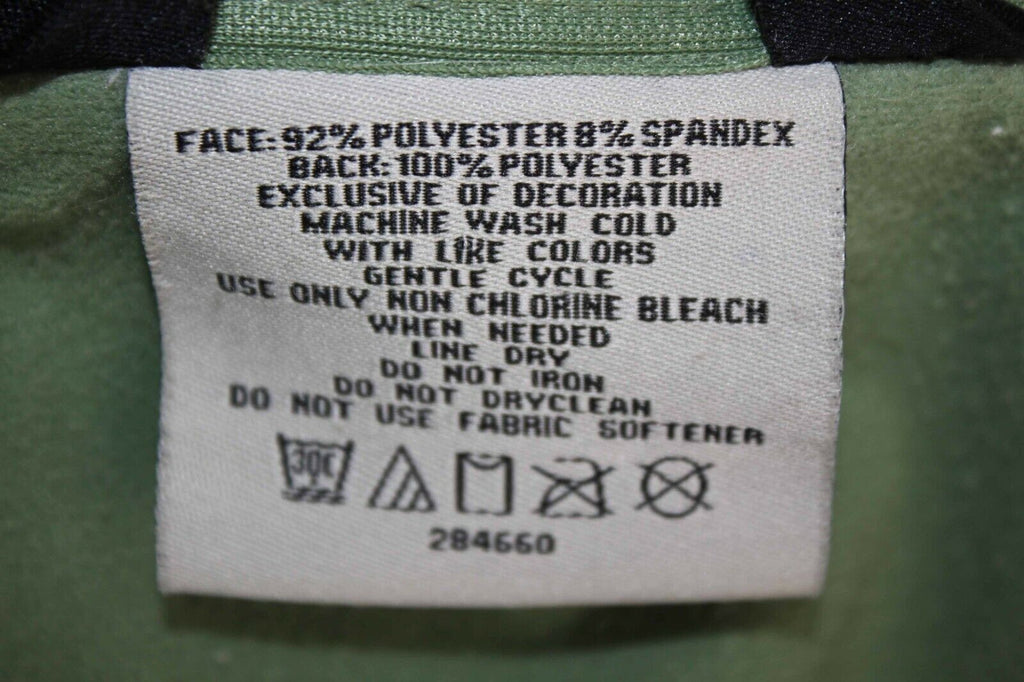 FACE: 92% POLYESTER 8% SPANDEX
BACK: 100% POLYESTER
EXCLUSIVE OF DECORATION
MACHINE WASH COLD
WITH LIKE COLORS
GENTLE CYCLE
USE ONLY NON CHLORINE BLEACH
WHEN NEEDED
LINE DRY
DO NOT IRON
DO NOT DRYCLEAN
DO NOT USE FABRIC SOFTENER
30C
284660